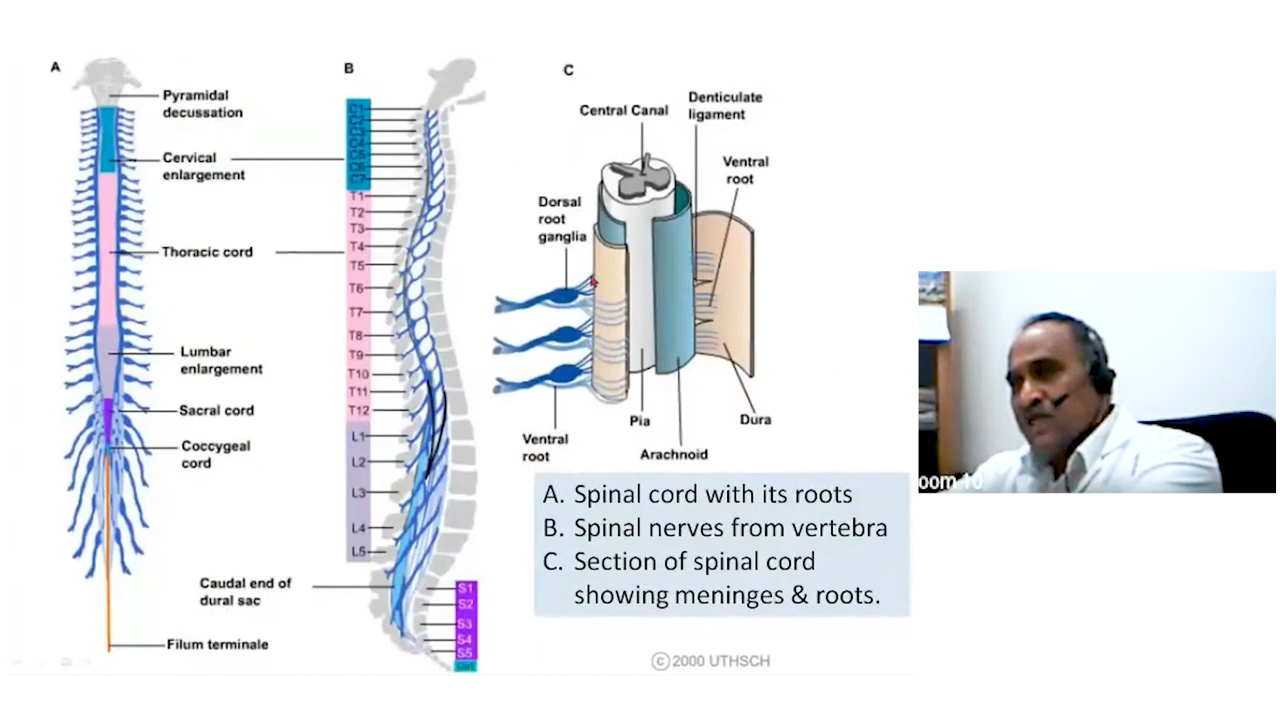 A
Pyramidal
decussation
Cervical
enlargement
Thoracic cord
Lumbar
enlargement
Sacral cord
Coccygeal
cord
Filum terminale
B
T1
T2
T3
T4
T5
T6
T7
T8
T9
T10
T11
T12
L1
L2
L3
L4
L5
Caudal end of
dural sac
S1
S2
S3
S4
S5
C
Central Canal
Denticulate
ligament
Ventral
root
Dorsal
root
ganglia
Ventral
root
Pia
Arachnoid
Dura
A. Spinal cord with its roots
B. Spinal nerves from vertebra
C. Section of spinal cord
showing meninges & roots.
©2000 UTHSCH
oom 10